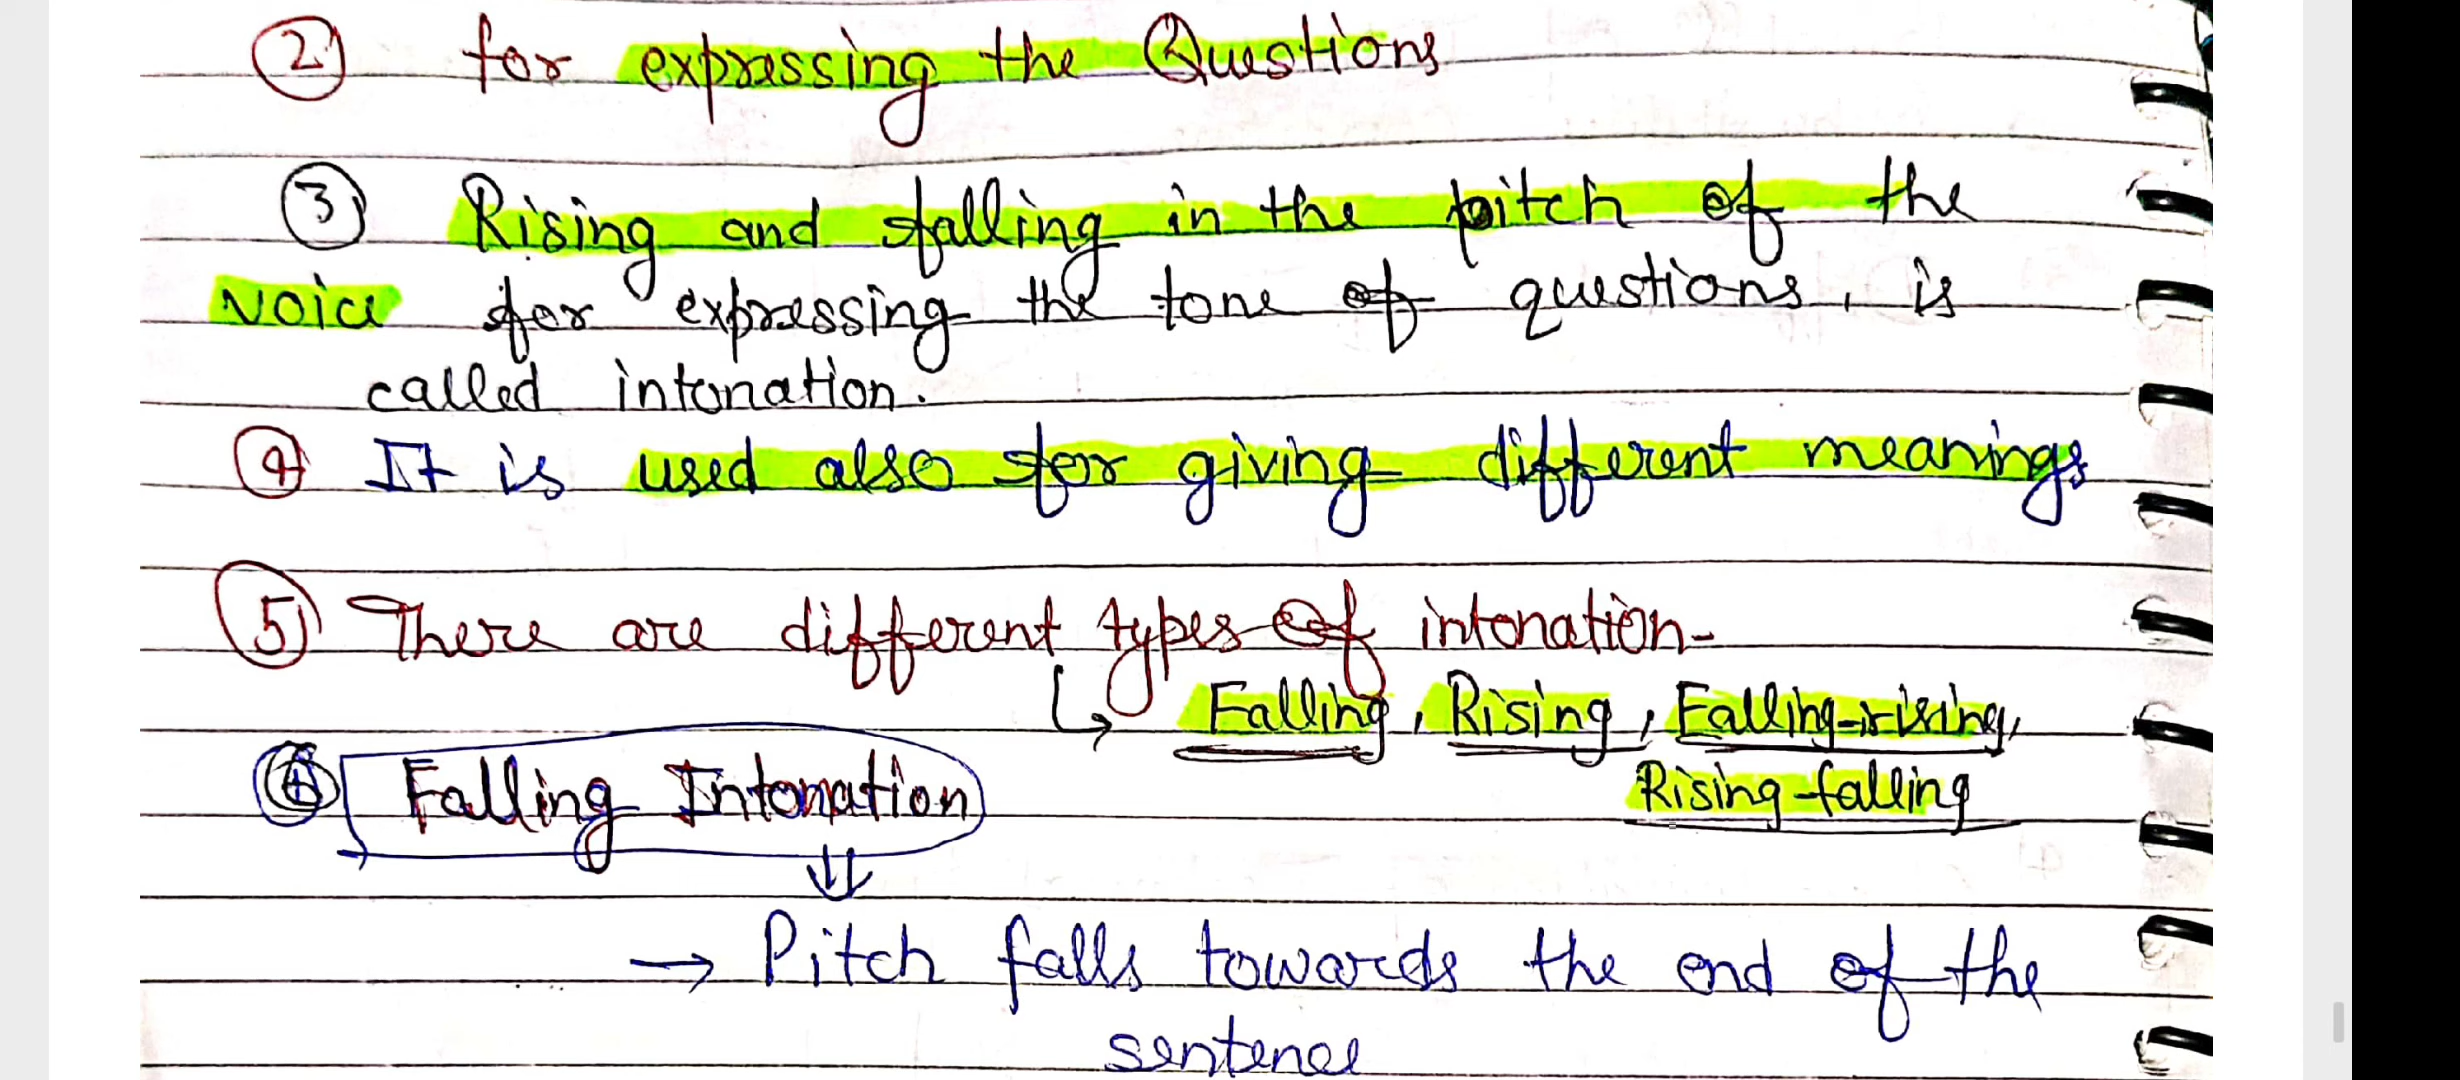 ② for expressing the Questions
③ Rising and falling in the pitch of the
voice for expressing the tone of questions, is
called intonation.
④ It is used also for giving different meanings
⑤ There are different types of intonation-
↳ Falling, Rising, Falling-rising,
Rising-falling
⑥ Falling Intonation
→ Pitch falls towards the end of the
sentence